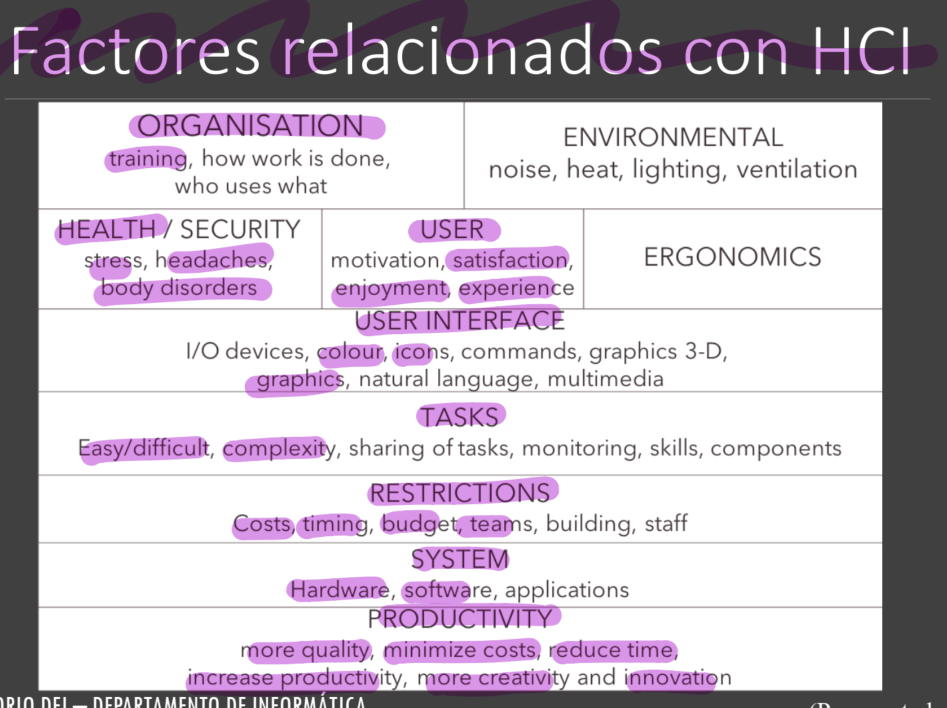 Factores relacionados con HCI
ORGANISATION
training, how work is done,
who uses what
ENVIRONMENTAL
noise, heat, lighting, ventilation
HEALTH / SECURITY
stress, headaches,
body disorders
USER
motivation, satisfaction,
enjoyment, experience
ERGONOMICS
USER INTERFACE
I/O devices, colour, icons, commands, graphics 3-D,
graphics, natural language, multimedia
TASKS
Easy/difficult, complexity, sharing of tasks, monitoring, skills, components
RESTRICTIONS
Costs, timing, budget, teams, building, staff
SYSTEM
Hardware, software, applications
PRODUCTIVITY
more quality, minimize costs, reduce time,
increase productivity, more creativity and innovation
DEPARTAMENTO DE INFORMÁTICA